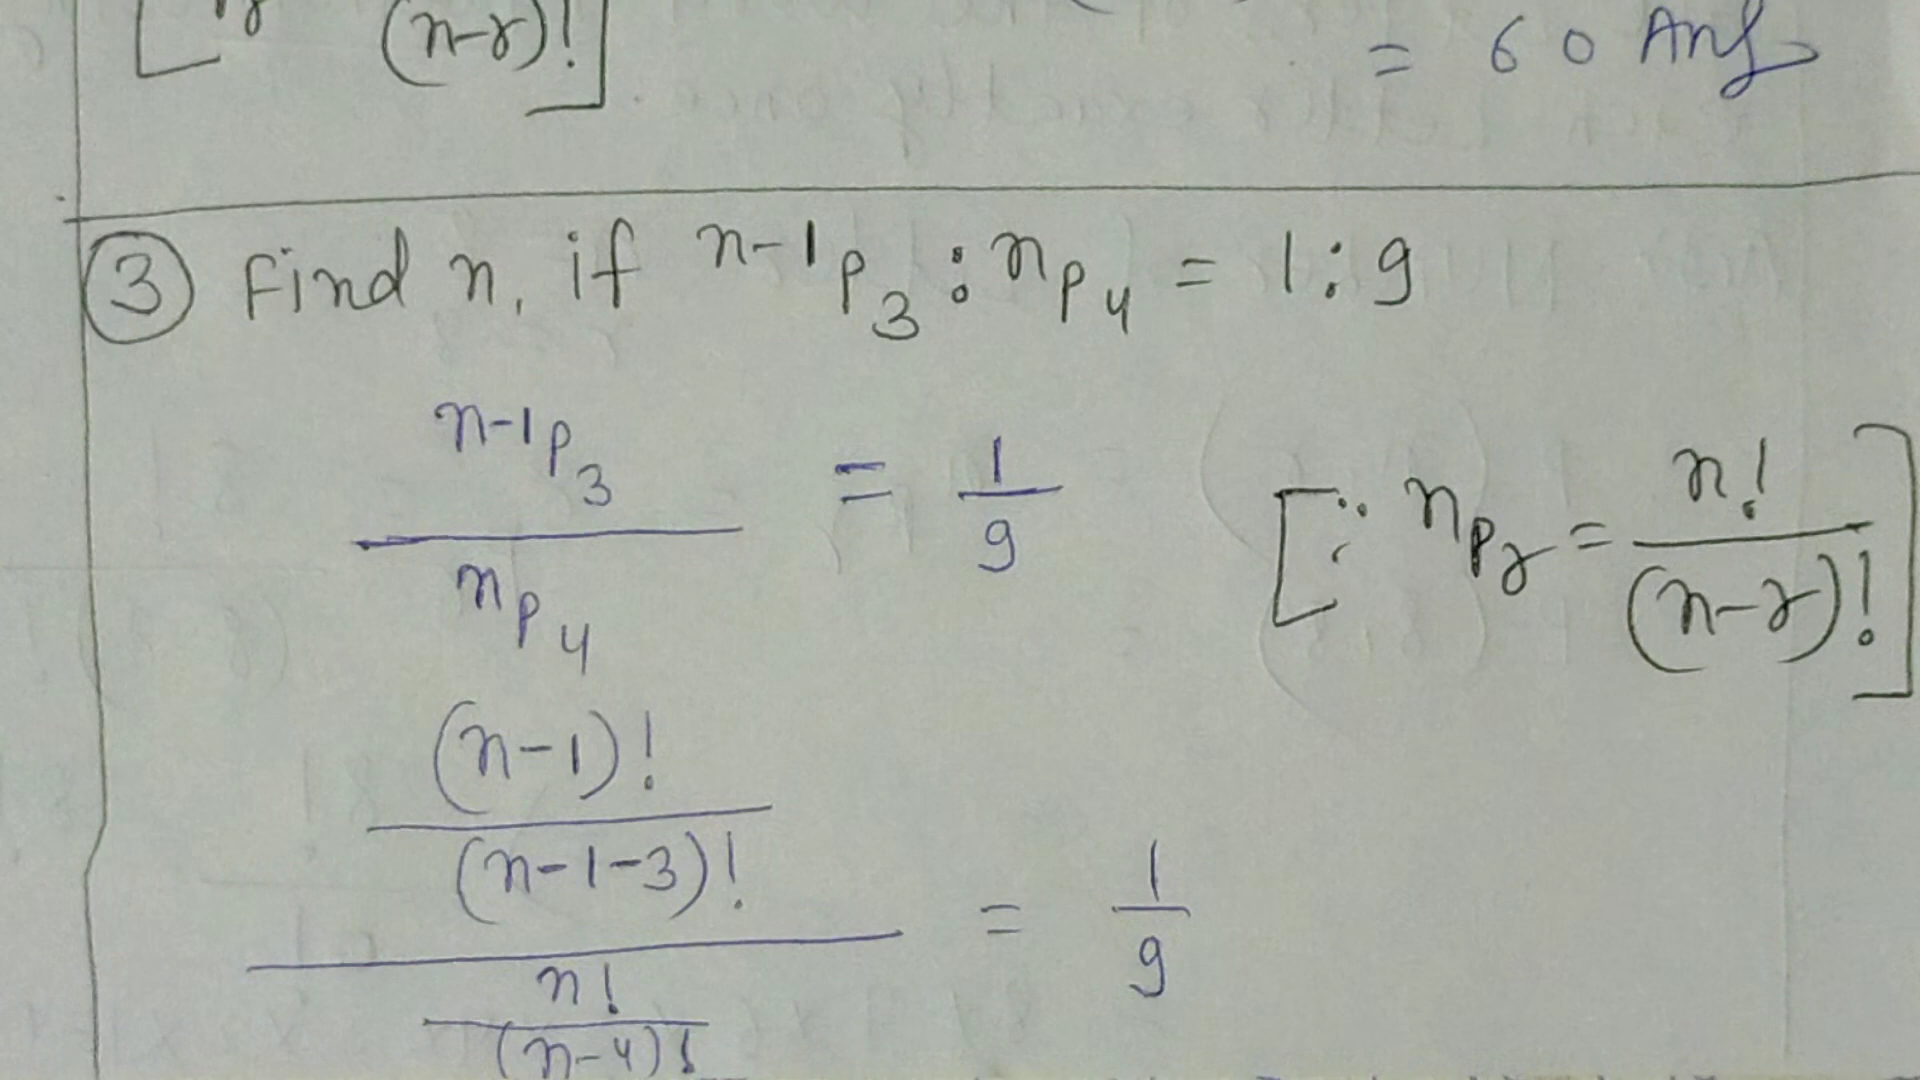 (n-r)!]
= 60 Ans
③ Find n, if n-1P3 : nP4 = 1:9
n-1P3 / nP4 = 1/9 [∵ nPr = n!/(n-r)!]
(n-1)!
(n-1-3)!
= 1/9
n!
(n-4)!